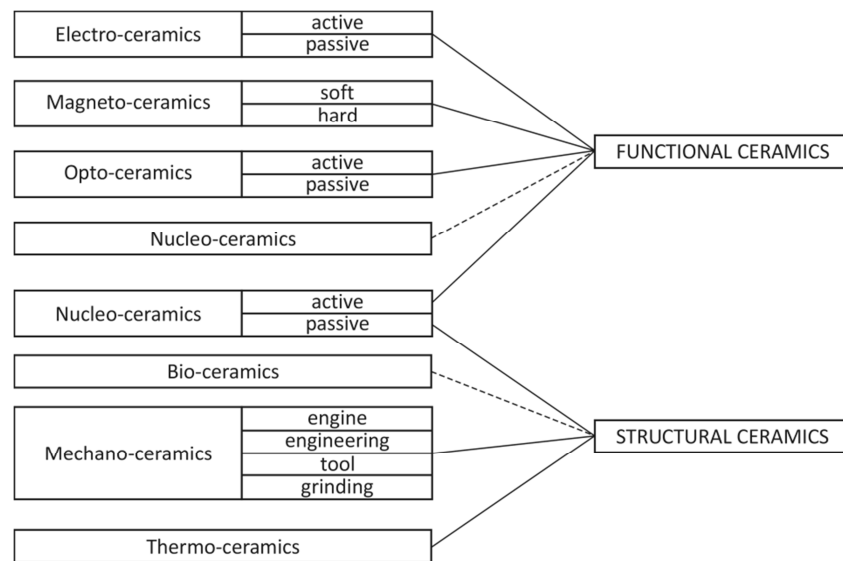 Electro-ceramics
active
passive
Magneto-ceramics
soft
hard
FUNCTIONAL CERAMICS
Opto-ceramics
active
passive
Nucleo-ceramics
Nucleo-ceramics
active
passive
Bio-ceramics
Mechano-ceramics
engine
engineering
tool
grinding
STRUCTURAL CERAMICS
Thermo-ceramics